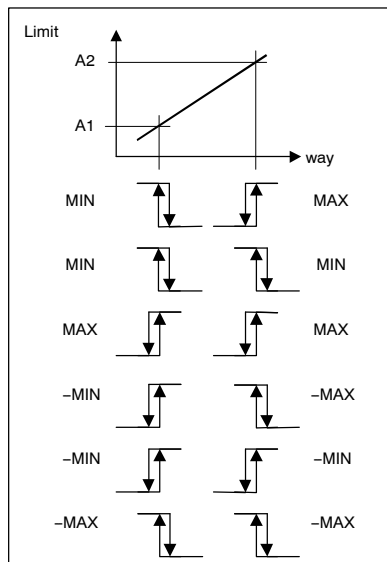 Limit
A2
A1
way
MIN MAX
MIN MIN
MAX MAX
–MIN –MAX
–MIN –MIN
–MAX –MAX